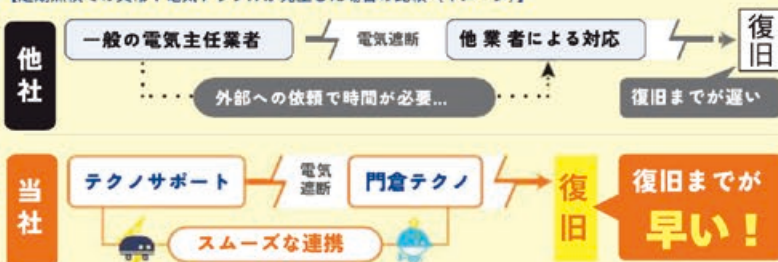 他社
一般の電気主任業者
電気遮断
他業者による対応
復旧
外部への依頼で時間が必要...
復旧までが遅い
当社
テクノサポート
電気
遮断
門倉テクノ
復旧
復旧までが
早い！
スムーズな連携